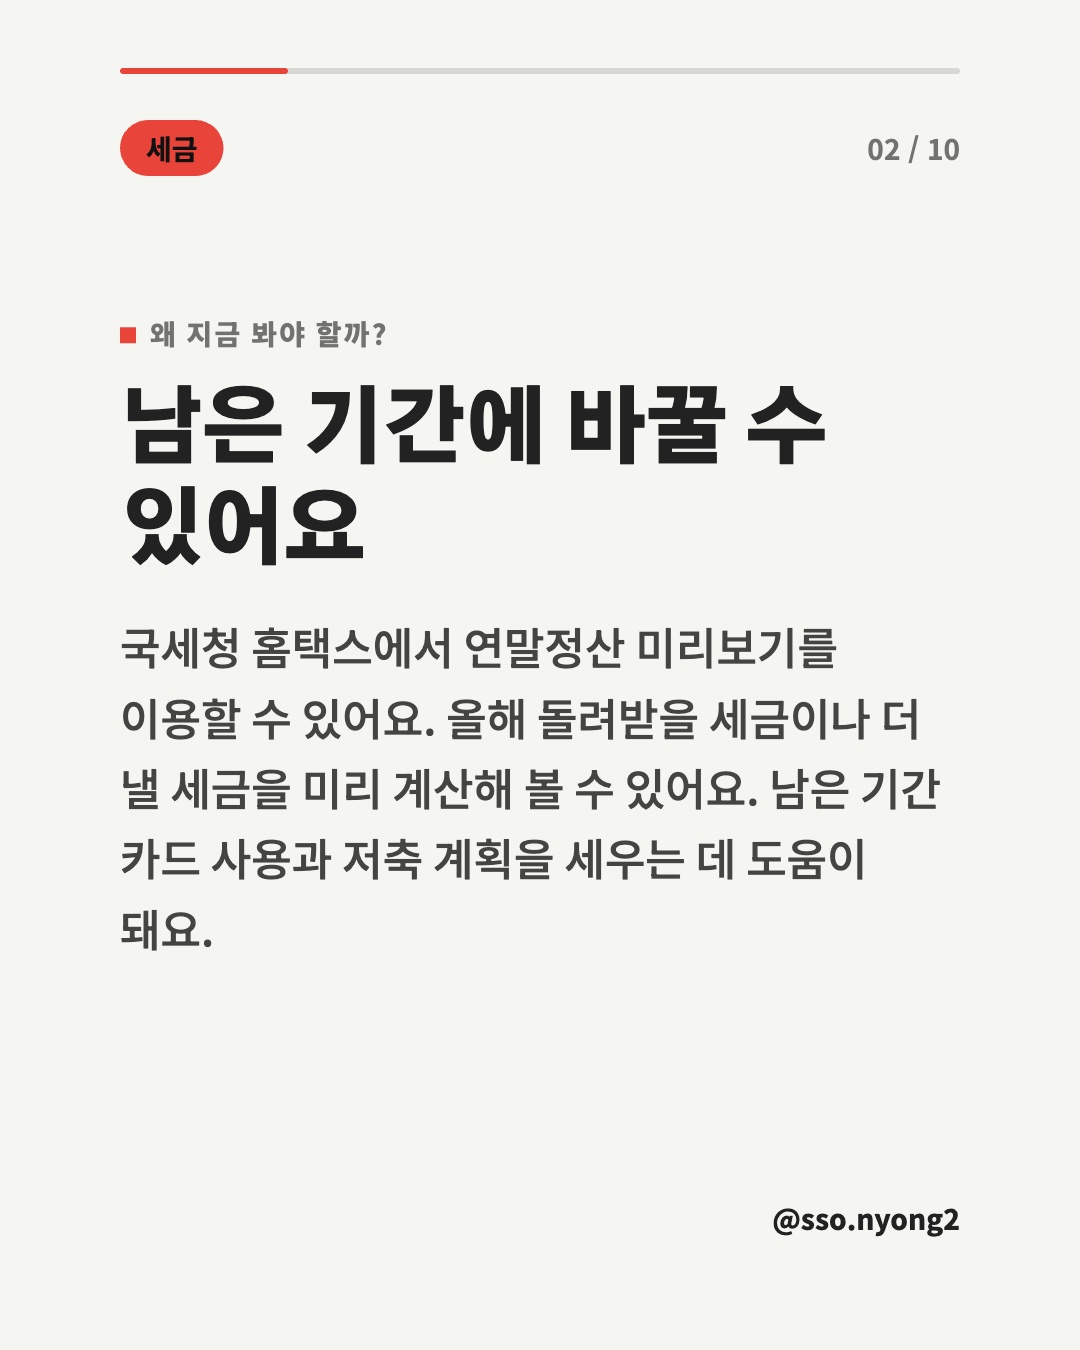 세금
02 / 10
왜 지금 봐야 할까?
남은 기간에 바꿀 수
있어요
국세청 홈택스에서 연말정산 미리보기를
이용할 수 있어요. 올해 돌려받을 세금이나 더
낼 세금을 미리 계산해 볼 수 있어요. 남은 기간
카드 사용과 저축 계획을 세우는 데 도움이
돼요.
@sso.nyong2